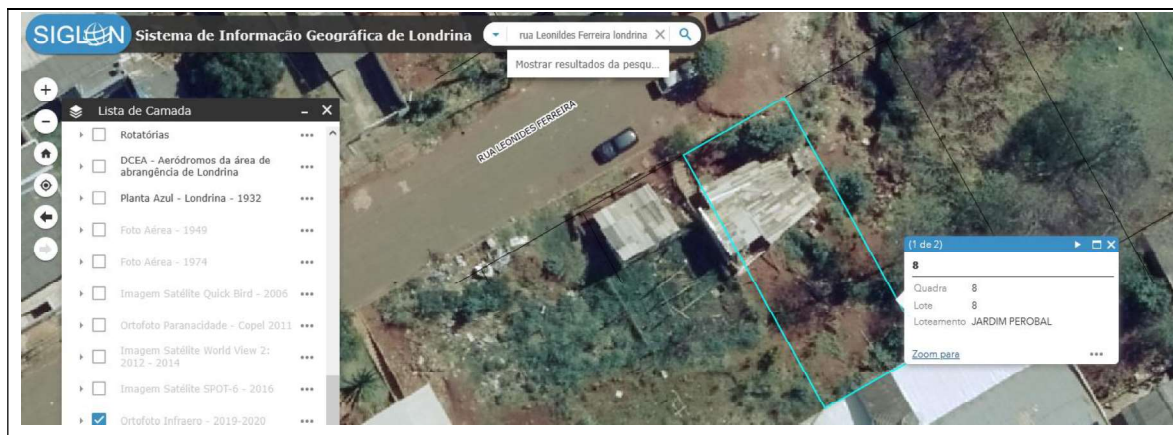 SIGLON Sistema de Informação Geográfica de Londrina
rua Leonildes Ferreira londrina
Mostrar resultados da pesqu...
Lista de Camada
Rotatórias
DCEA - Aeródromos da área de
abrangência de Londrina
Planta Azul - Londrina - 1932
Foto Aérea - 1949
Foto Aérea - 1974
Imagem Satélite Quick Bird - 2006
Ortofoto Paranacidade - Copel 2011
Imagem Satélite World View 2:
2012 - 2014
Imagem Satélite SPOT-6 - 2016
Ortofoto Infraero - 2019-2020
RUA LEONIDES FERREIRA
(1 de 2)
8
Quadra 8
Lote 8
Loteamento JARDIM PEROBAL
Zoom para